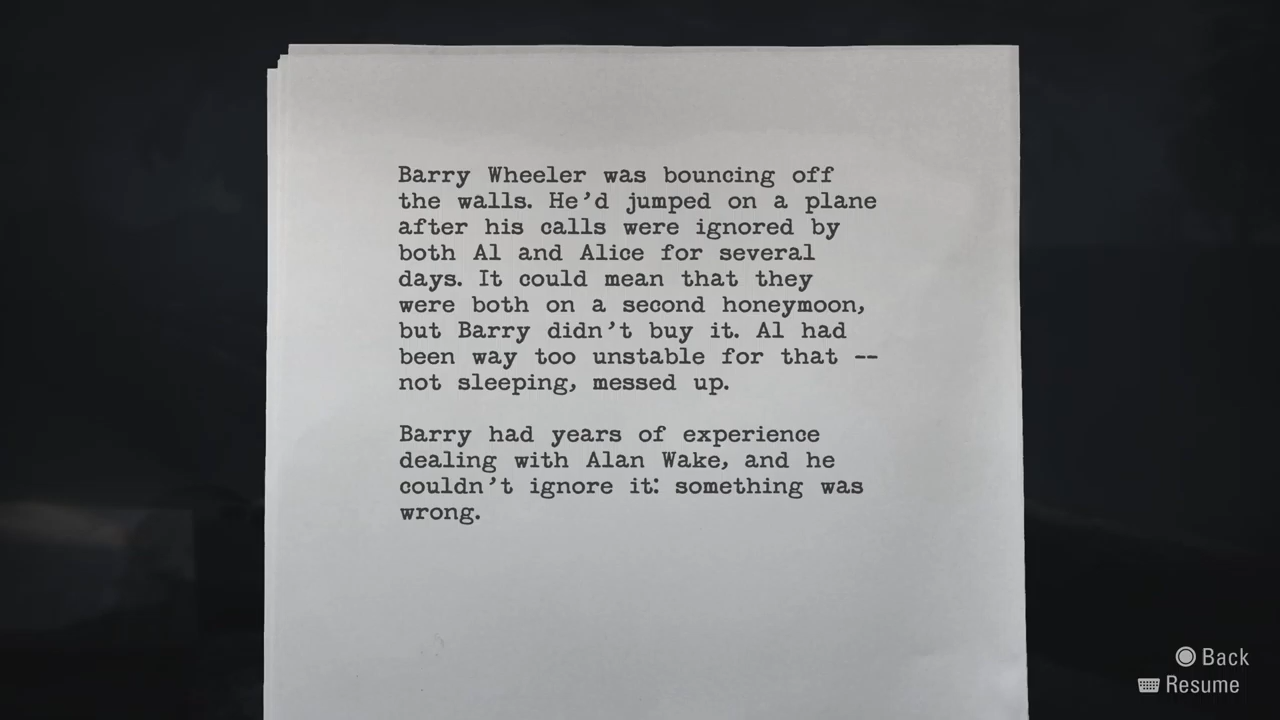 Barry Wheeler was bouncing off
the walls. He’d jumped on a plane
after his calls were ignored by
both Al and Alice for several
days. It could mean that they
were both on a second honeymoon,
but Barry didn’t buy it. Al had
been way too unstable for that --
not sleeping, messed up.
Barry had years of experience
dealing with Alan Wake, and he
couldn’t ignore it: something was
wrong.
Back
Resume